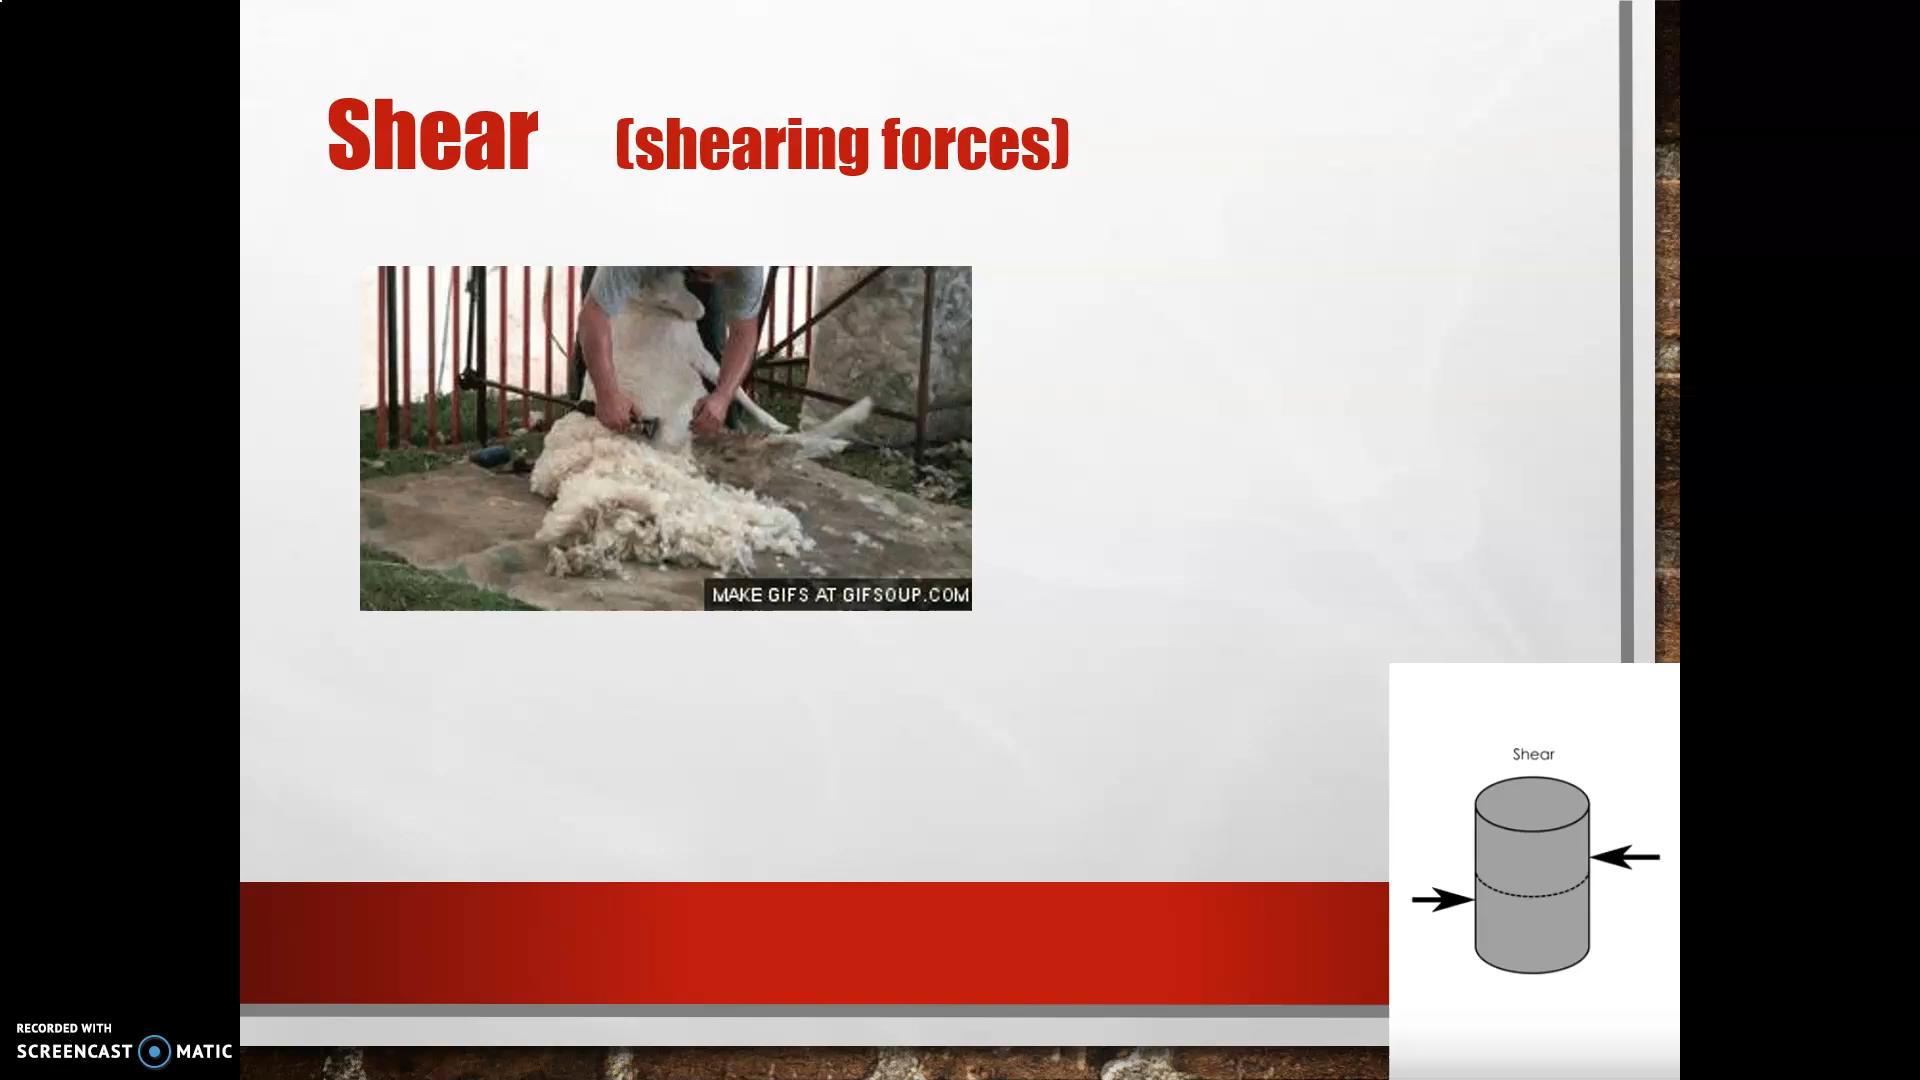 Shear (shearing forces)
MAKE GIFS AT GIFSOUP.COM
Shear
RECORDED WITH
SCREENCAST MATIC